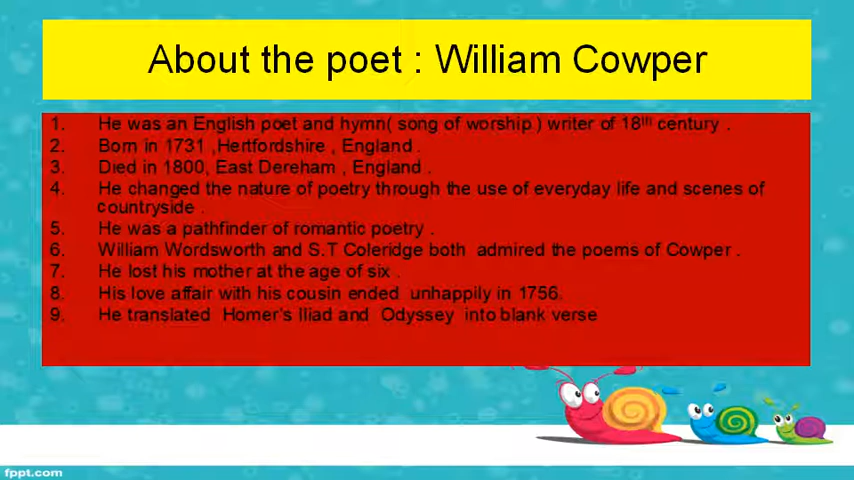 About the poet : William Cowper
1. He was an English poet and hymn( song of worship ) writer of 18th century .
2. Born in 1731 ,Hertfordshire , England .
3. Died in 1800, East Dereham , England .
4. He changed the nature of poetry through the use of everyday life and scenes of
countryside .
5. He was a pathfinder of romantic poetry .
6. William Wordsworth and S.T Coleridge both admired the poems of Cowper .
7. He lost his mother at the age of six .
8. His love affair with his cousin ended unhappily in 1756.
9. He translated Homer's Iliad and Odyssey into blank verse
fppt.com